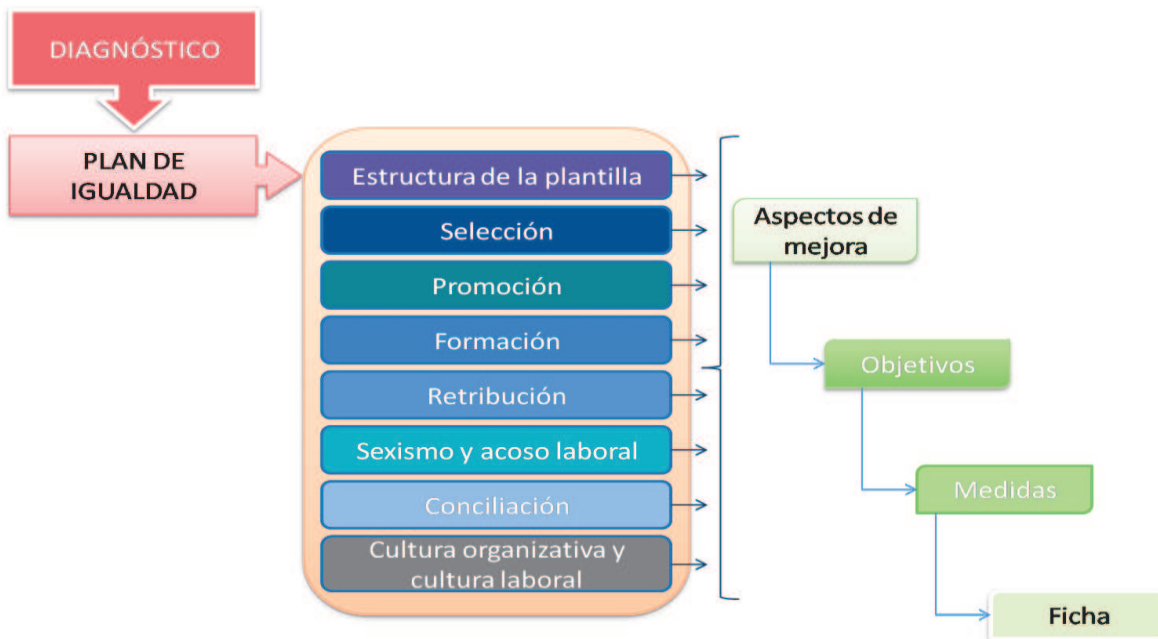 DIAGNÓSTICO
PLAN DE
IGUALDAD
Estructura de la plantilla
Selección
Promoción
Formación
Retribución
Sexismo y acoso laboral
Conciliación
Cultura organizativa y
cultura laboral
Aspectos de
mejora
Objetivos
Medidas
Ficha